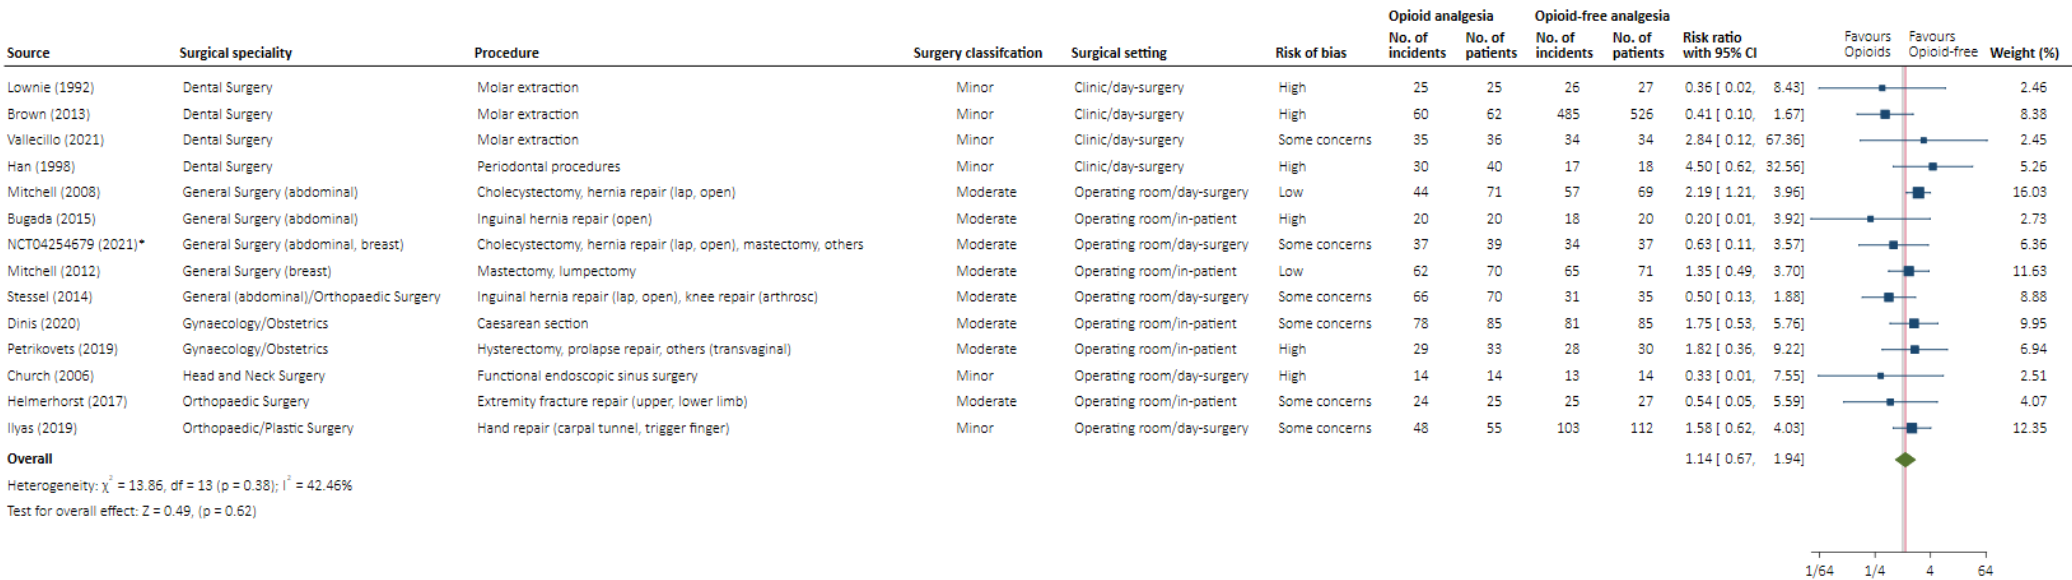 Opioid analgesia Opioid-free analgesia
Source Surgical speciality Procedure Surgery classifcation Surgical setting Risk of bias No. of incidents No. of patients No. of incidents No. of patients Risk ratio with 95% CI Favours Opioids Favours Opioid-free Weight (%)
Lownie (1992) Dental Surgery Molar extraction Minor Clinic/day-surgery High 25 25 26 27 0.36 [ 0.02, 8.43] 2.46
Brown (2013) Dental Surgery Molar extraction Minor Clinic/day-surgery High 60 62 485 526 0.41 [ 0.10, 1.67] 8.38
Vallecillo (2021) Dental Surgery Molar extraction Minor Clinic/day-surgery Some concerns 35 36 34 34 2.84 [ 0.12, 67.36] 2.45
Han (1998) Dental Surgery Periodontal procedures Minor Clinic/day-surgery High 30 40 17 18 4.50 [ 0.62, 32.56] 5.26
Mitchell (2008) General Surgery (abdominal) Cholecystectomy, hernia repair (lap, open) Moderate Operating room/day-surgery Low 44 71 57 69 2.19 [ 1.21, 3.96] 16.03
Bugada (2015) General Surgery (abdominal) Inguinal hernia repair (open) Moderate Operating room/in-patient High 20 20 18 20 0.20 [ 0.01, 3.92] 2.73
NCT04254679 (2021)* General Surgery (abdominal, breast) Cholecystectomy, hernia repair (lap, open), mastectomy, others Moderate Operating room/day-surgery Some concerns 37 39 34 37 0.63 [ 0.11, 3.57] 6.36
Mitchell (2012) General Surgery (breast) Mastectomy, lumpectomy Moderate Operating room/in-patient Low 62 70 65 71 1.35 [ 0.49, 3.70] 11.63
Stessel (2014) General (abdominal)/Orthopaedic Surgery Inguinal hernia repair (lap, open), knee repair (arthrosc) Moderate Operating room/day-surgery Some concerns 66 70 31 35 0.50 [ 0.13, 1.88] 8.88
Dinis (2020) Gynaecology/Obstetrics Caesarean section Moderate Operating room/in-patient Some concerns 78 85 81 85 1.75 [ 0.53, 5.76] 9.95
Petrikovets (2019) Gynaecology/Obstetrics Hysterectomy, prolapse repair, others (transvaginal) Moderate Operating room/in-patient High 29 33 28 30 1.82 [ 0.36, 9.22] 6.94
Church (2006) Head and Neck Surgery Functional endoscopic sinus surgery Minor Operating room/day-surgery High 14 14 13 14 0.33 [ 0.01, 7.55] 2.51
Helmerhorst (2017) Orthopaedic Surgery Extremity fracture repair (upper, lower limb) Moderate Operating room/in-patient Some concerns 24 25 25 27 0.54 [ 0.05, 5.59] 4.07
Ilyas (2019) Orthopaedic/Plastic Surgery Hand repair (carpal tunnel, trigger finger) Minor Operating room/day-surgery Some concerns 48 55 103 112 1.58 [ 0.62, 4.03] 12.35
Overall 1.14 [ 0.67, 1.94]
Heterogeneity: χ² = 13.86, df = 13 (p = 0.38); I² = 42.46%
Test for overall effect: Z = 0.49, (p = 0.62)
1/64 1/4 4 64